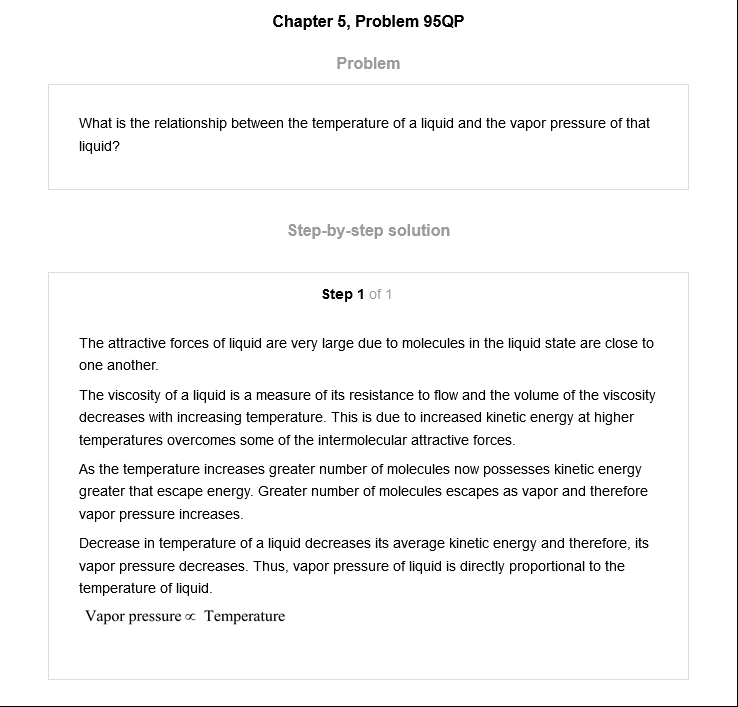 Chapter 5, Problem 95QP
Problem
What is the relationship between the temperature of a liquid and the vapor pressure of that
liquid?
Step-by-step solution
Step 1 of 1
The attractive forces of liquid are very large due to molecules in the liquid state are close to
one another.
The viscosity of a liquid is a measure of its resistance to flow and the volume of the viscosity
decreases with increasing temperature. This is due to increased kinetic energy at higher
temperatures overcomes some of the intermolecular attractive forces.
As the temperature increases greater number of molecules now possesses kinetic energy
greater that escape energy. Greater number of molecules escapes as vapor and therefore
vapor pressure increases.
Decrease in temperature of a liquid decreases its average kinetic energy and therefore, its
vapor pressure decreases. Thus, vapor pressure of liquid is directly proportional to the
temperature of liquid.
Vapor pressure ∝ Temperature